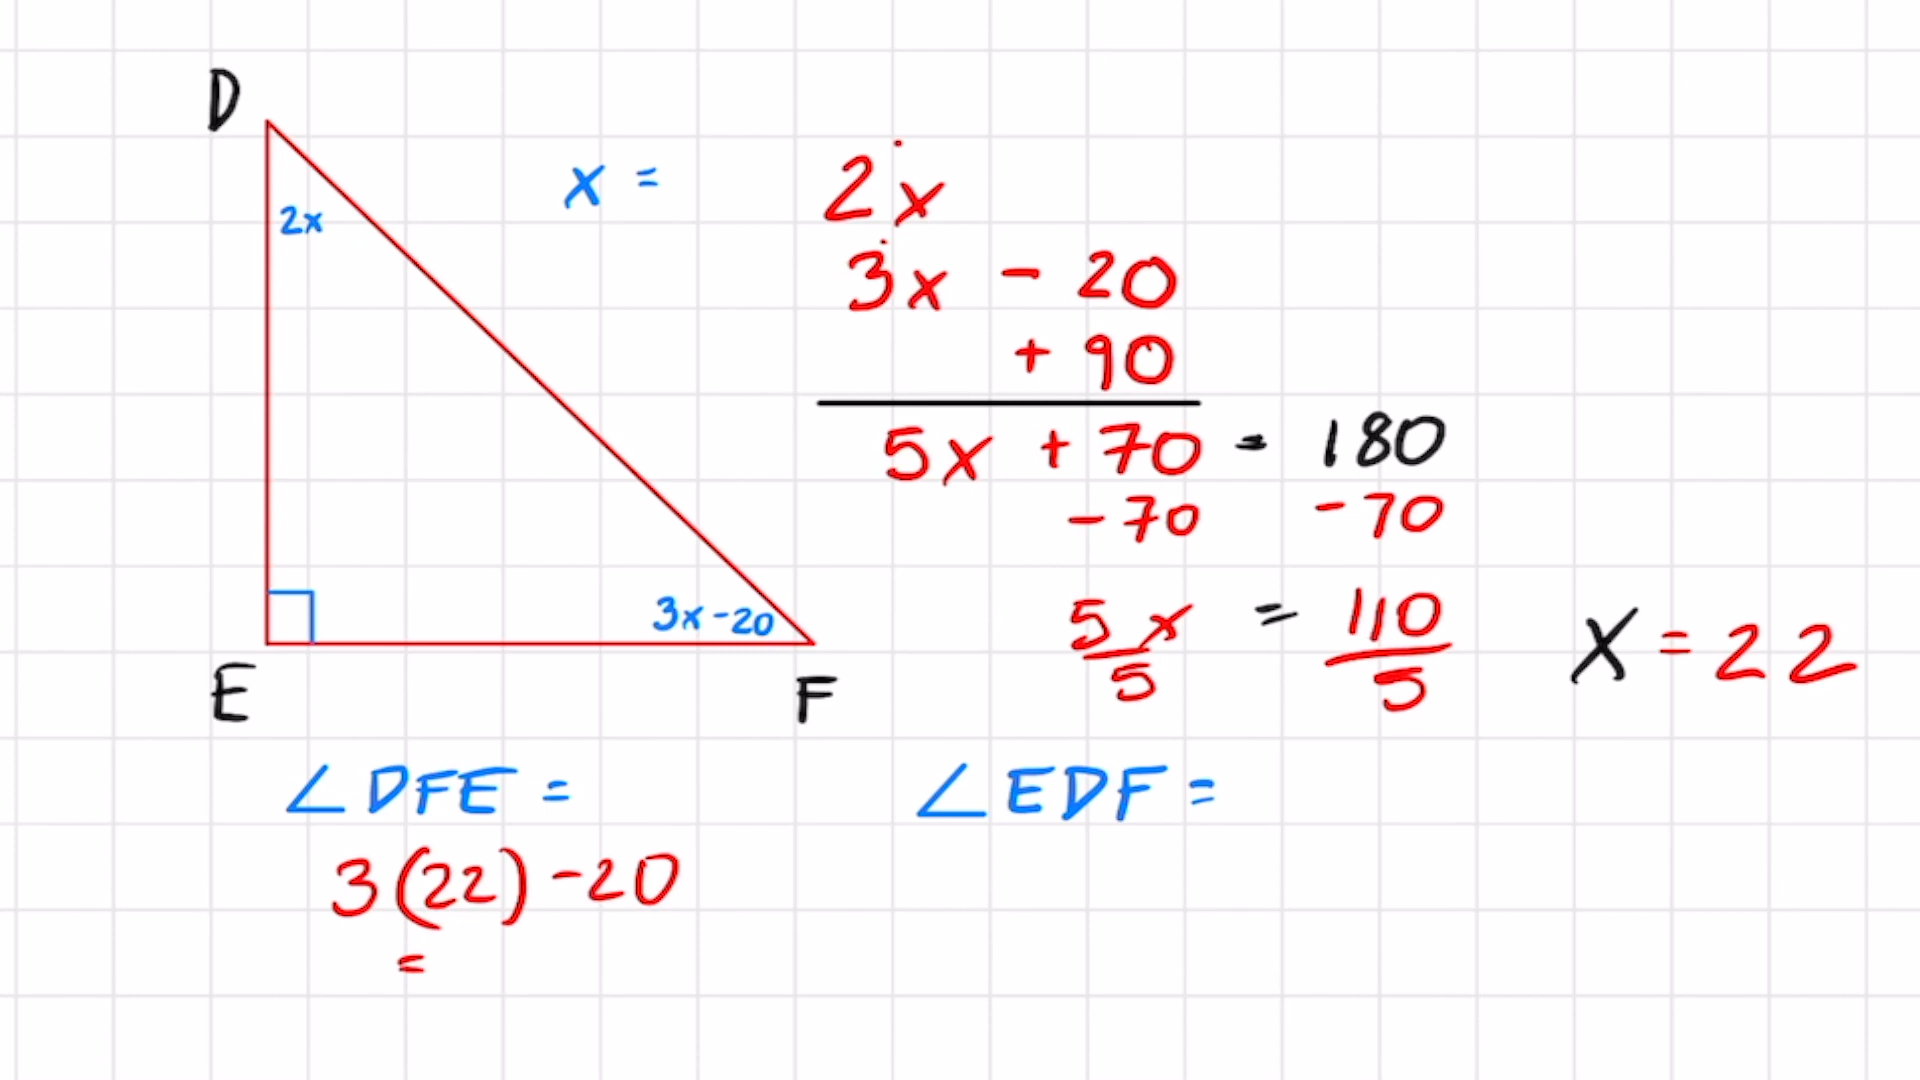 D
x =
2x
2x
3x - 20
+ 90
5x + 70 = 180
-70 -70
5x/5 = 110/5
x = 22
3x-20
E
F
∠DFE =
∠EDF =
3(22)-20
=